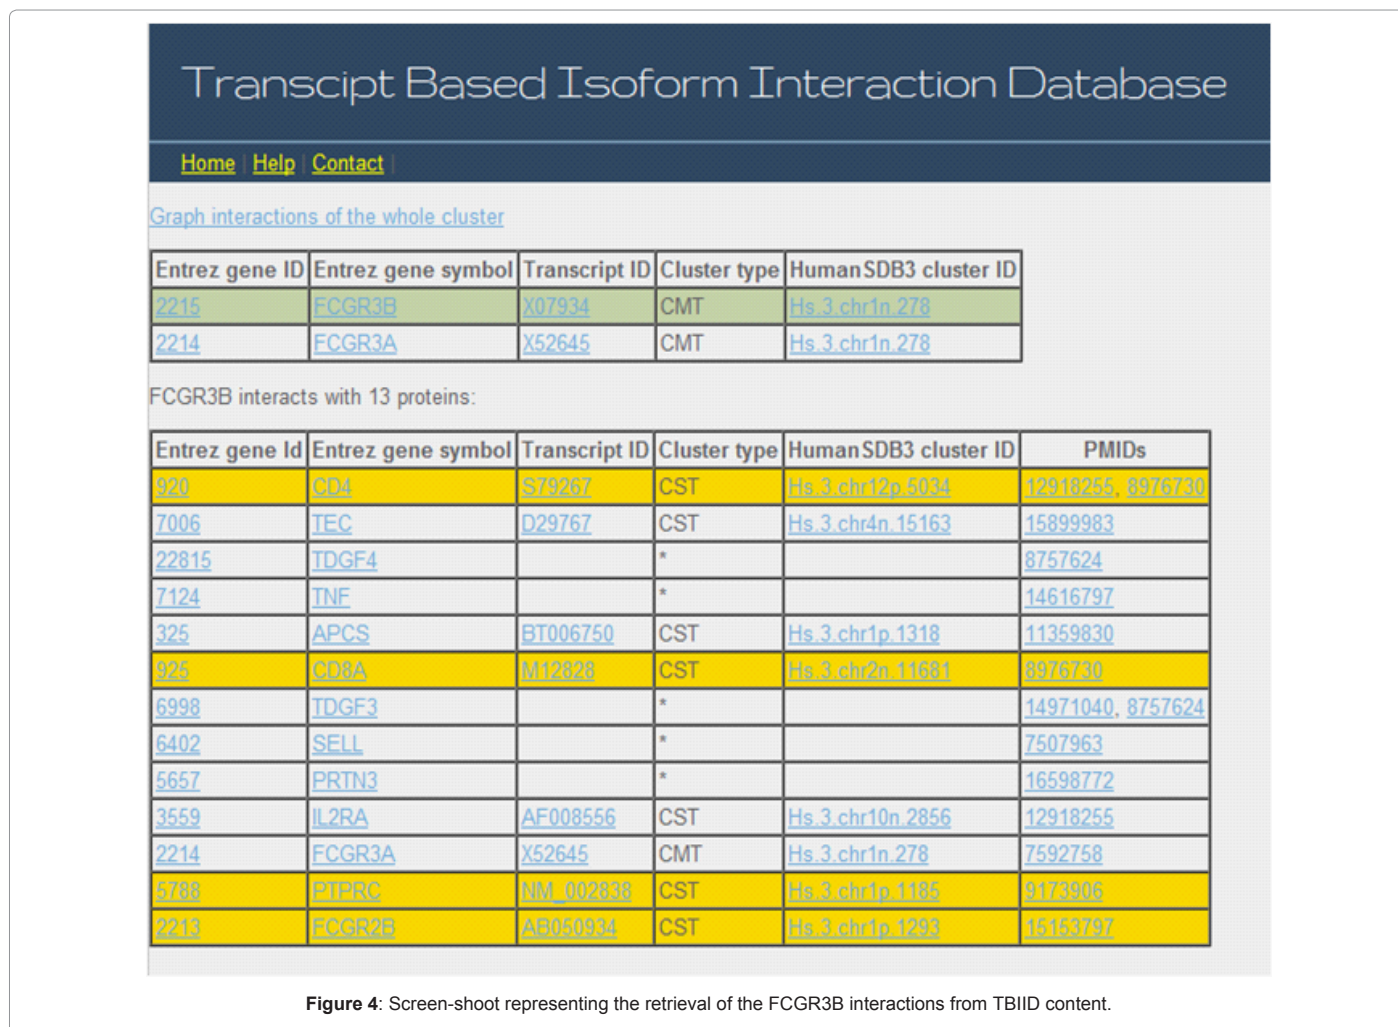 Transcipt Based Isoform Interaction Database
Home | Help | Contact |
Graph interactions of the whole cluster
Entrez gene ID Entrez gene symbol Transcript ID Cluster type HumanSDB3 cluster ID
2215 FCGR3B X07934 CMT Hs.3.chr1n.278
2214 FCGR3A X52645 CMT Hs.3.chr1n.278
FCGR3B interacts with 13 proteins:
Entrez gene Id Entrez gene symbol Transcript ID Cluster type HumanSDB3 cluster ID PMIDs
920 CD4 S79267 CST Hs.3.chr12p.5034 12918255, 8976730
7006 TEC D29767 CST Hs.3.chr4n.15163 15899983
22815 TDGF4 * 8757624
7124 TNF * 14616797
325 APCS BT006750 CST Hs.3.chr1p.1318 11359830
925 CD8A M12828 CST Hs.3.chr2n.11681 8976730
6998 TDGF3 * 14971040, 8757624
6402 SELL * 7507963
5657 PRTN3 * 16598772
3559 IL2RA AF008556 CST Hs.3.chr10n.2856 12918255
2214 FCGR3A X52645 CMT Hs.3.chr1n.278 7592758
5788 PTPRC NM_002838 CST Hs.3.chr1p.1185 9173906
2213 FCGR2B AB050934 CST Hs.3.chr1p.1293 15153797
Figure 4: Screen-shoot representing the retrieval of the FCGR3B interactions from TBIID content.